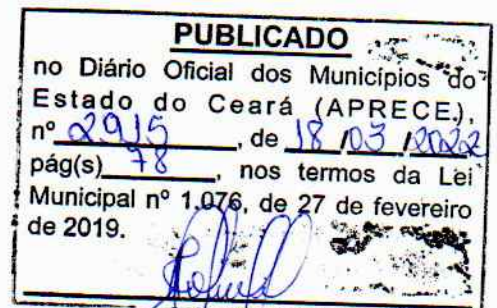 PUBLICADO
no Diário Oficial dos Municípios do
Estado do Ceará (APRECE),
nº 2915, de 18/03/2022
pág(s) 78, nos termos da Lei
Municipal nº 1.076, de 27 de fevereiro
de 2019.